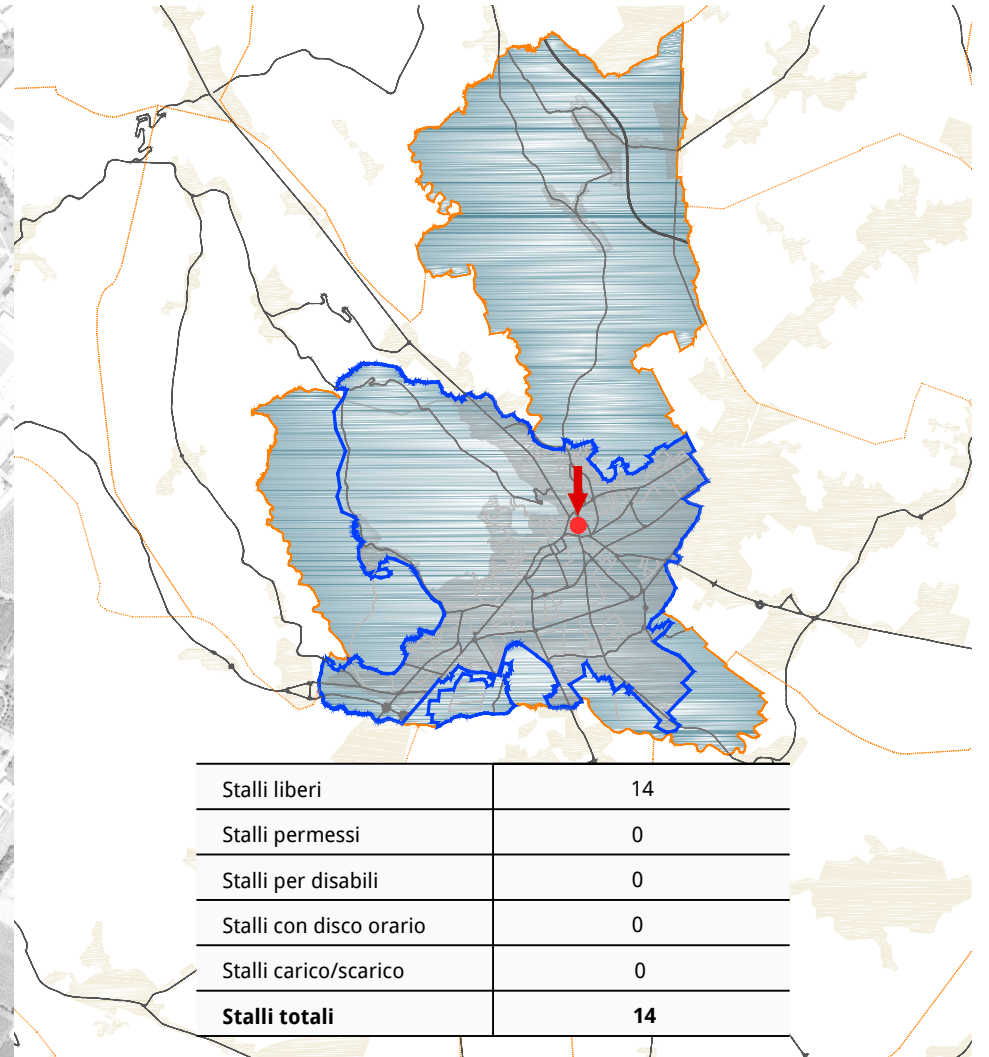 Stalli liberi 14
Stalli permessi 0
Stalli per disabili 0
Stalli con disco orario 0
Stalli carico/scarico 0
Stalli totali 14